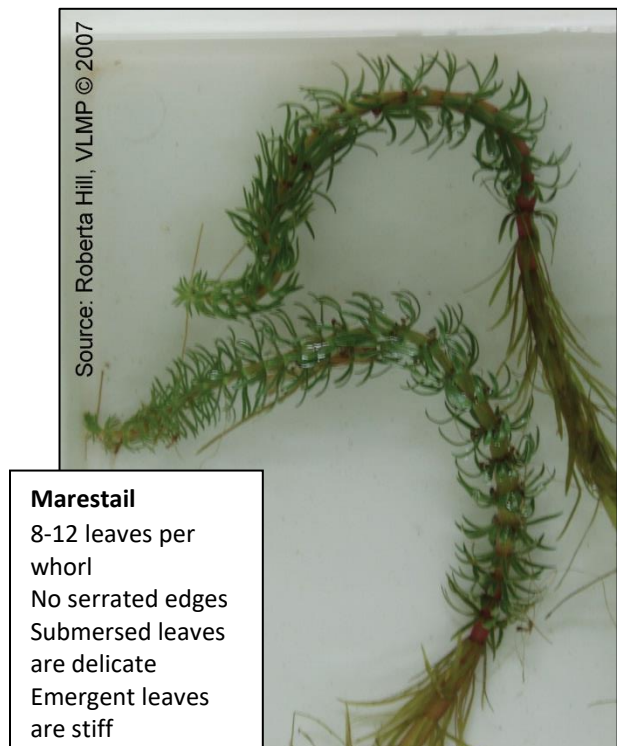 Source: Roberta Hill, VLMP © 2007
Marestail
8-12 leaves per
whorl
No serrated edges
Submersed leaves
are delicate
Emergent leaves
are stiff